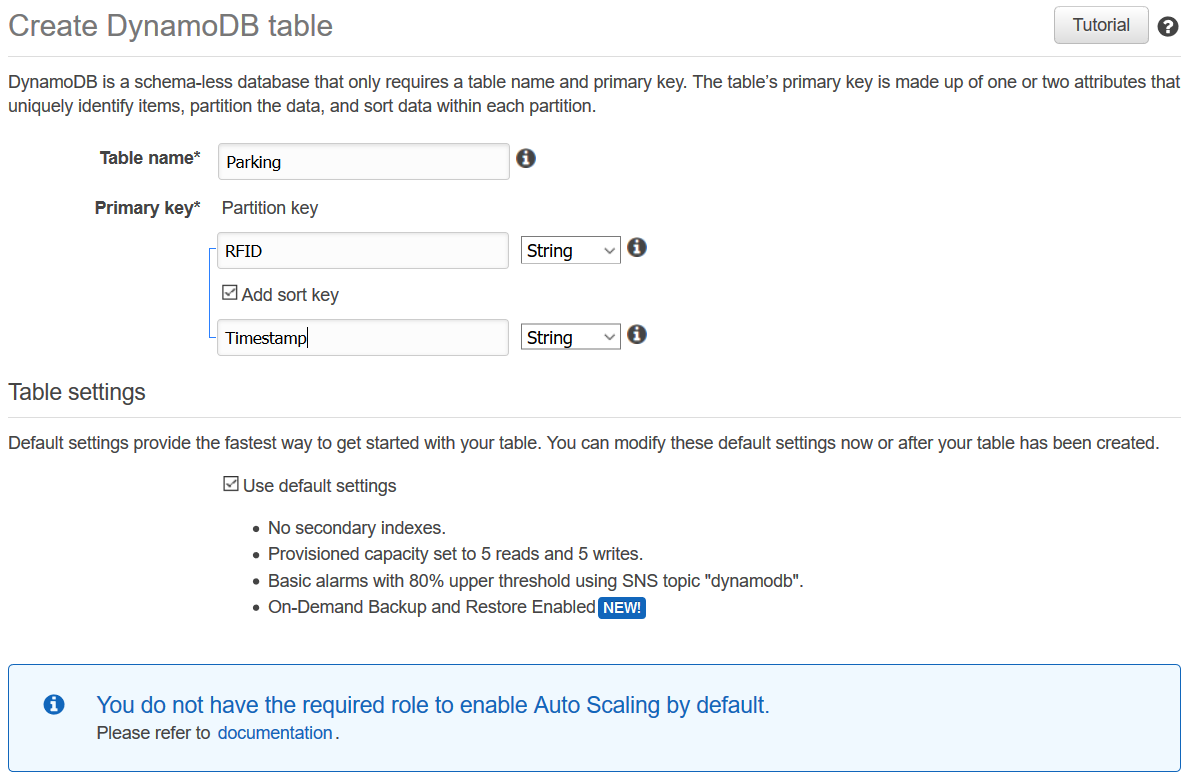 Create DynamoDB table
Tutorial
DynamoDB is a schema-less database that only requires a table name and primary key. The table's primary key is made up of one or two attributes that
uniquely identify items, partition the data, and sort data within each partition.
Table name*
Parking
Primary key*
Partition key
RFID
String
Add sort key
Timestamp
String
Table settings
Default settings provide the fastest way to get started with your table. You can modify these default settings now or after your table has been created.
Use default settings
No secondary indexes.
Provisioned capacity set to 5 reads and 5 writes.
Basic alarms with 80% upper threshold using SNS topic "dynamodb".
On-Demand Backup and Restore Enabled NEW!
You do not have the required role to enable Auto Scaling by default.
Please refer to documentation.